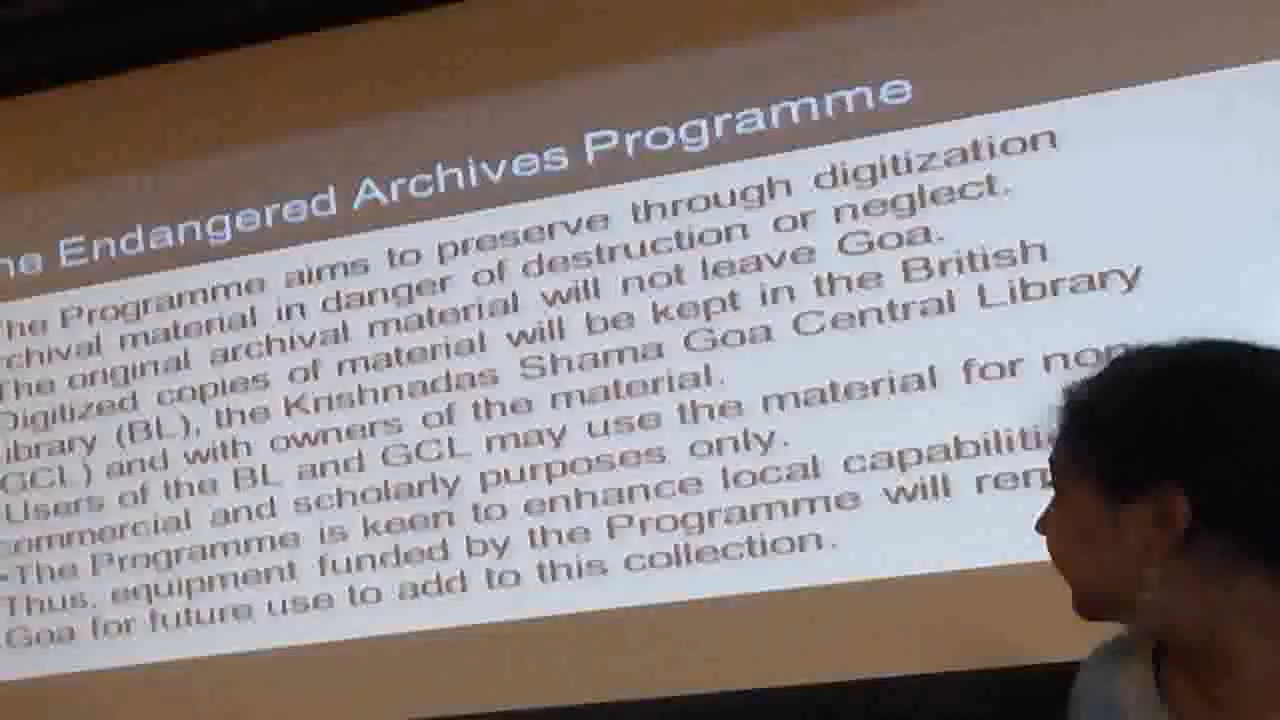 he Endangered Archives Programme
The Programme aims to preserve through digitization
rchival material in danger of destruction or neglect.
The original archival material will not leave Goa.
Digitized copies of material will be kept in the British
ibrary (BL), the Krishnadas Shama Goa Central Library
GCL) and with owners of the material.
Users of the BL and GCL may use the material for non
commercial and scholarly purposes only.
-The Programme is keen to enhance local capabiliti
Thus, equipment funded by the Programme will rem
Goa for future use to add to this collection.